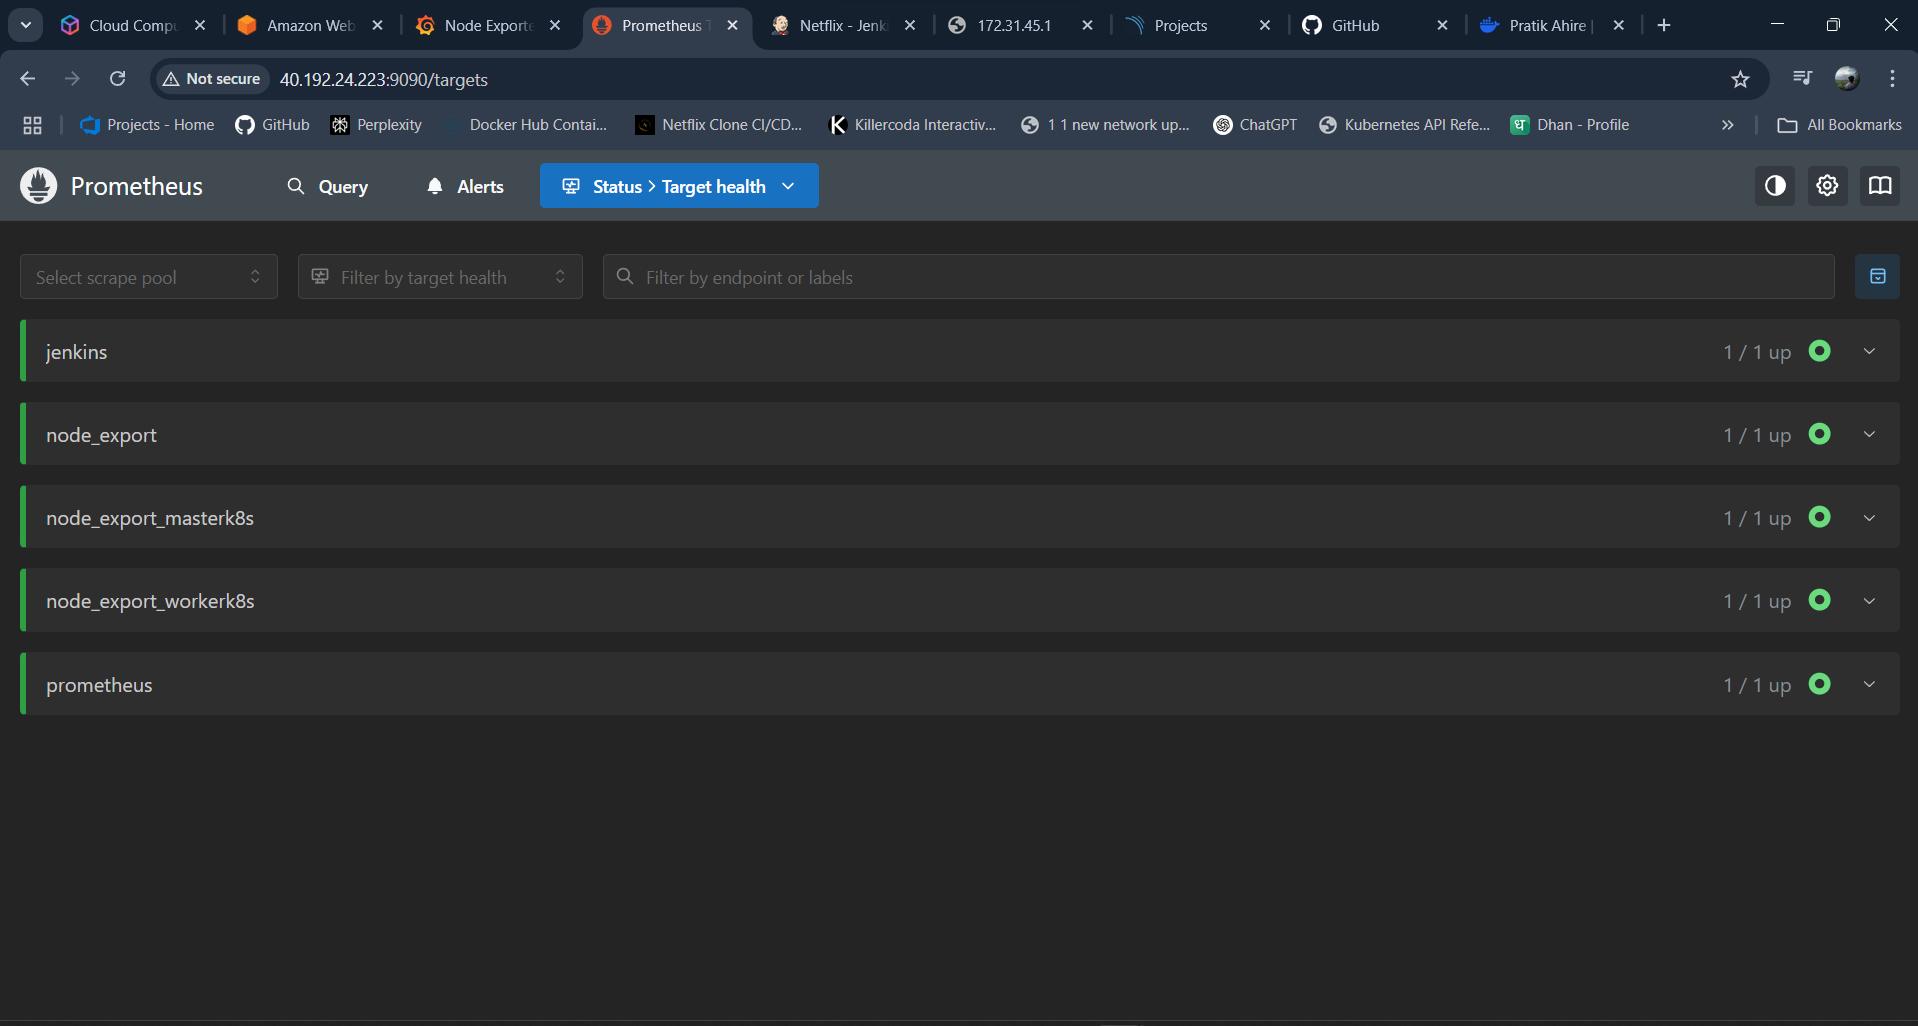 Cloud Compu
Amazon Web
Node Exporte
Prometheus T
Netflix - Jenk
172.31.45.1
Projects
GitHub
Pratik Ahire |
Not secure
40.192.24.223:9090/targets
Projects - Home
GitHub
Perplexity
Docker Hub Contai...
Netflix Clone CI/CD...
Killercoda Interactiv...
1 1 new network up...
ChatGPT
Kubernetes API Refe...
Dhan - Profile
All Bookmarks
Prometheus
Query
Alerts
Status > Target health
Select scrape pool
Filter by target health
Filter by endpoint or labels
jenkins 1 / 1 up
node_export 1 / 1 up
node_export_masterk8s 1 / 1 up
node_export_workerk8s 1 / 1 up
prometheus 1 / 1 up